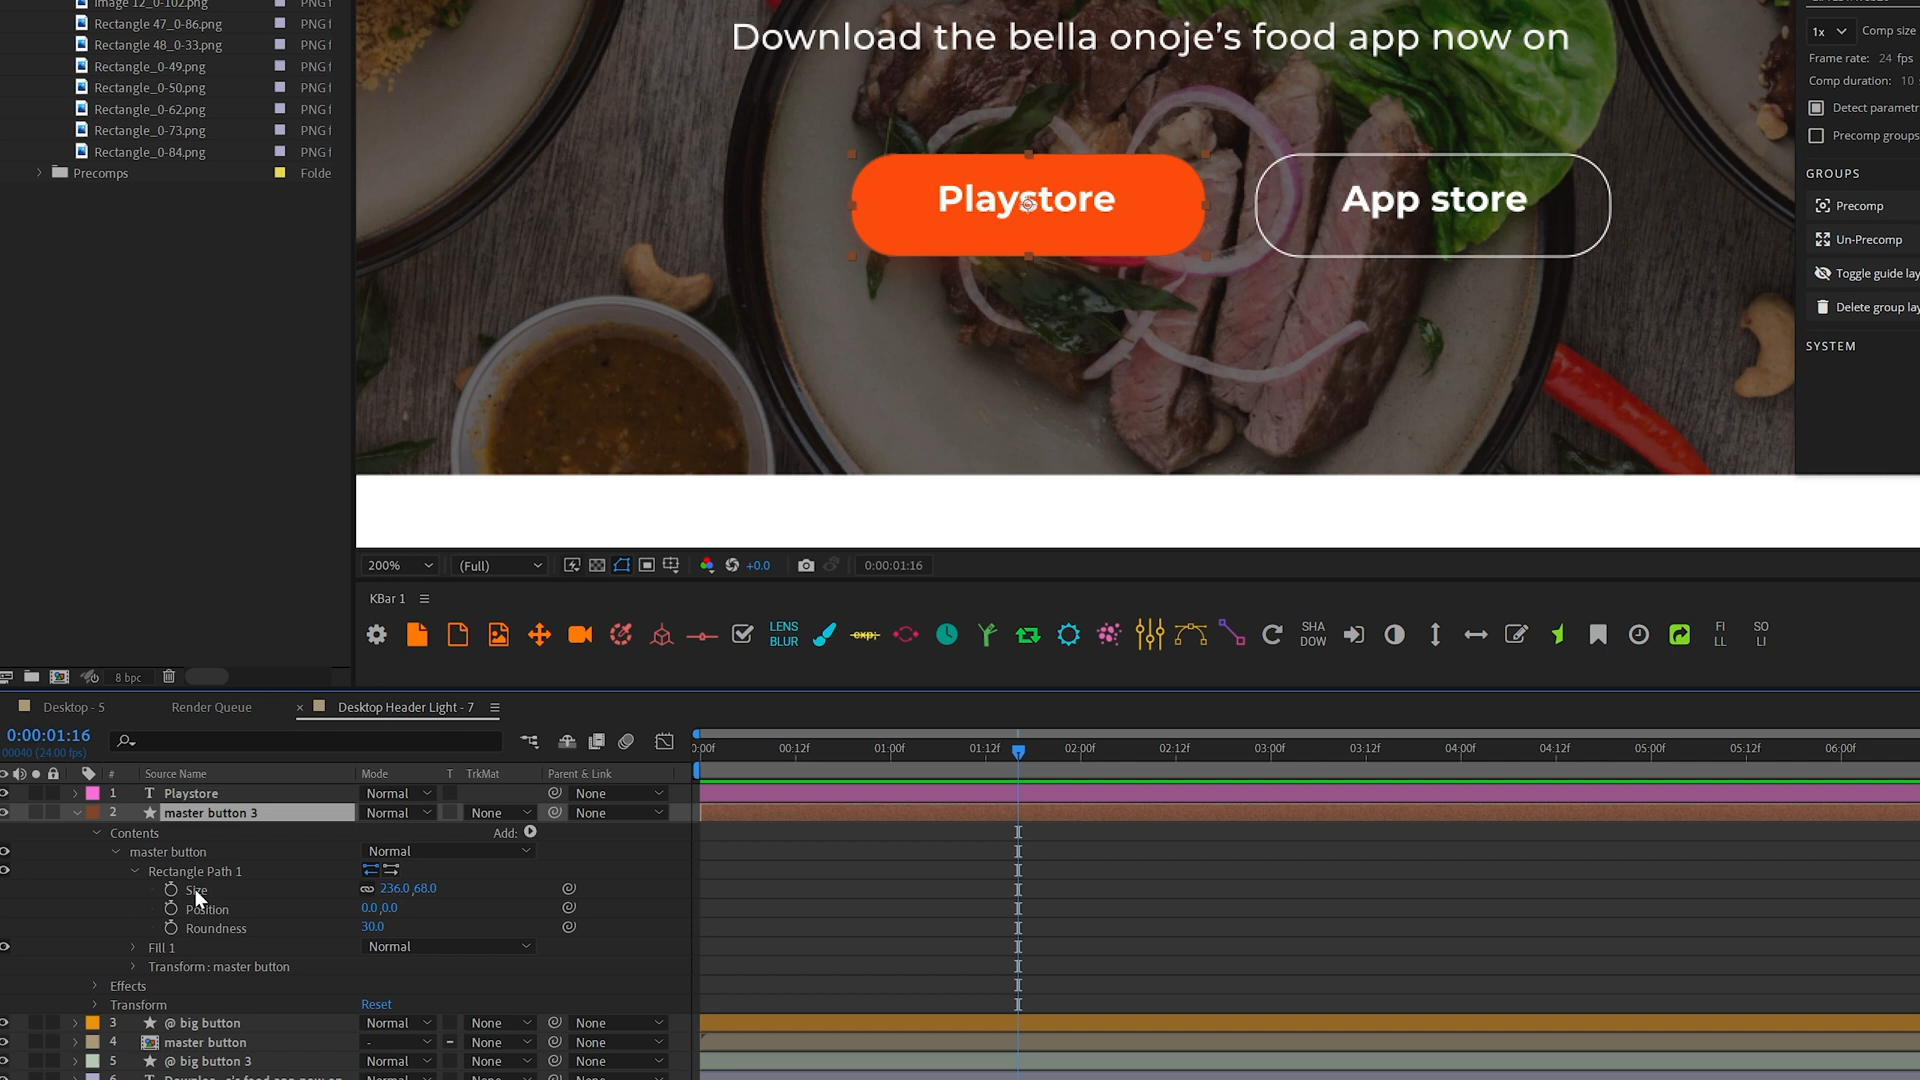 Image 12_0-102.png PNG f
Rectangle 47_0-86.png PNG f
Rectangle 48_0-33.png PNG f
Rectangle_0-49.png PNG f
Rectangle_0-50.png PNG f
Rectangle_0-62.png PNG f
Rectangle_0-73.png PNG f
Rectangle_0-84.png PNG f
Precomps Folde
Download the bella onoje’s food app now on
Playstore
App store
1x Comp size
Frame rate: 24 fps
Comp duration: 10
Detect parametr
Precomp groups
GROUPS
Precomp
Un-Precomp
Toggle guide lay
Delete group lay
SYSTEM
200% (Full) +0.0 0:00:01:16
KBar 1
LENS BLUR
exp;
SHA DOW
FI LL
SO LI
8 bpc
Desktop - 5 Render Queue × Desktop Header Light - 7
0:00:01:16
00040 (24.00 fps)
:00f 00:12f 01:00f 01:12f 02:00f 02:12f 03:00f 03:12f 04:00f 04:12f 05:00f 05:12f 06:00f
# Source Name Mode T TrkMat Parent & Link
1 T Playstore Normal None
2 master button 3 Normal None None
Contents Add:
master button Normal
Rectangle Path 1
Size 236.0,68.0
Position 0.0,0.0
Roundness 30.0
Fill 1 Normal
Transform: master button
Effects
Transform Reset
3 @ big button Normal None None
4 master button - None None
5 @ big button 3 Normal None None